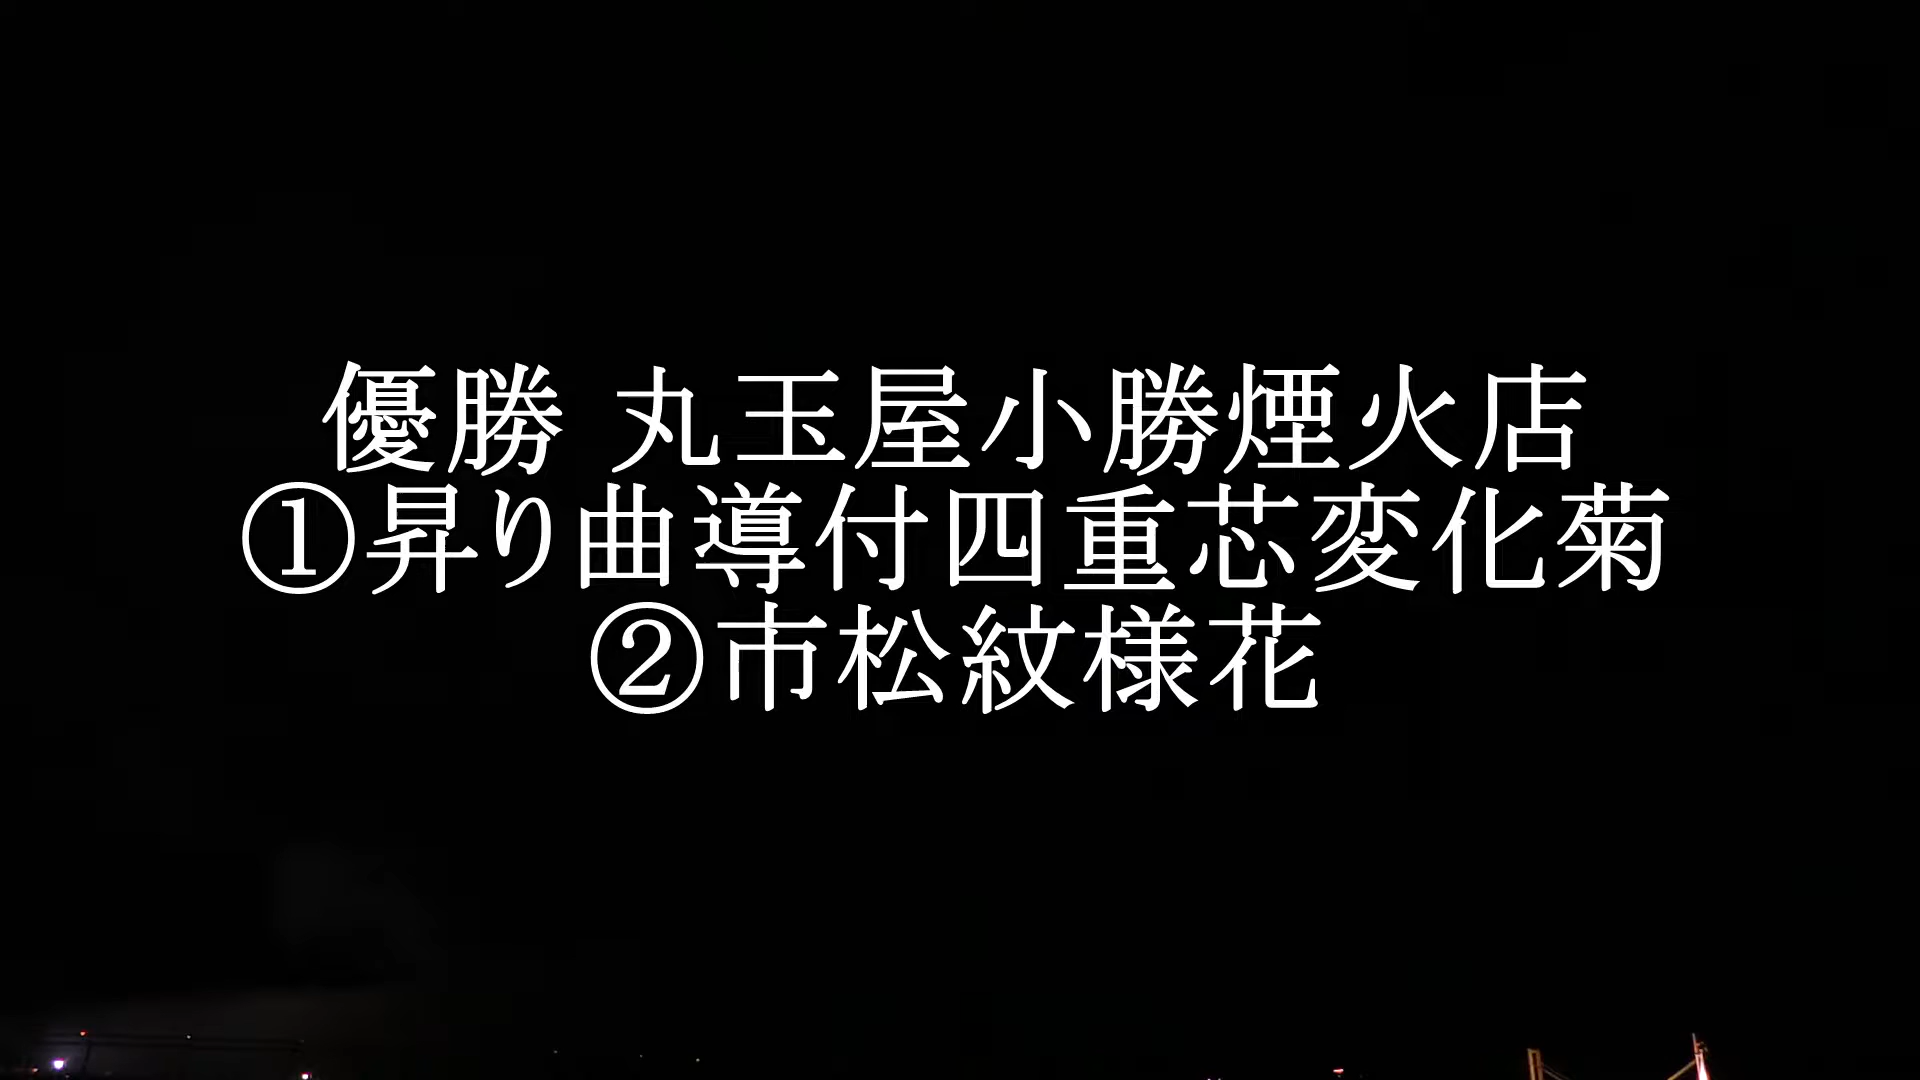 優勝 丸玉屋小勝煙火店
①昇り曲導付四重芯変化菊
②市松紋様花